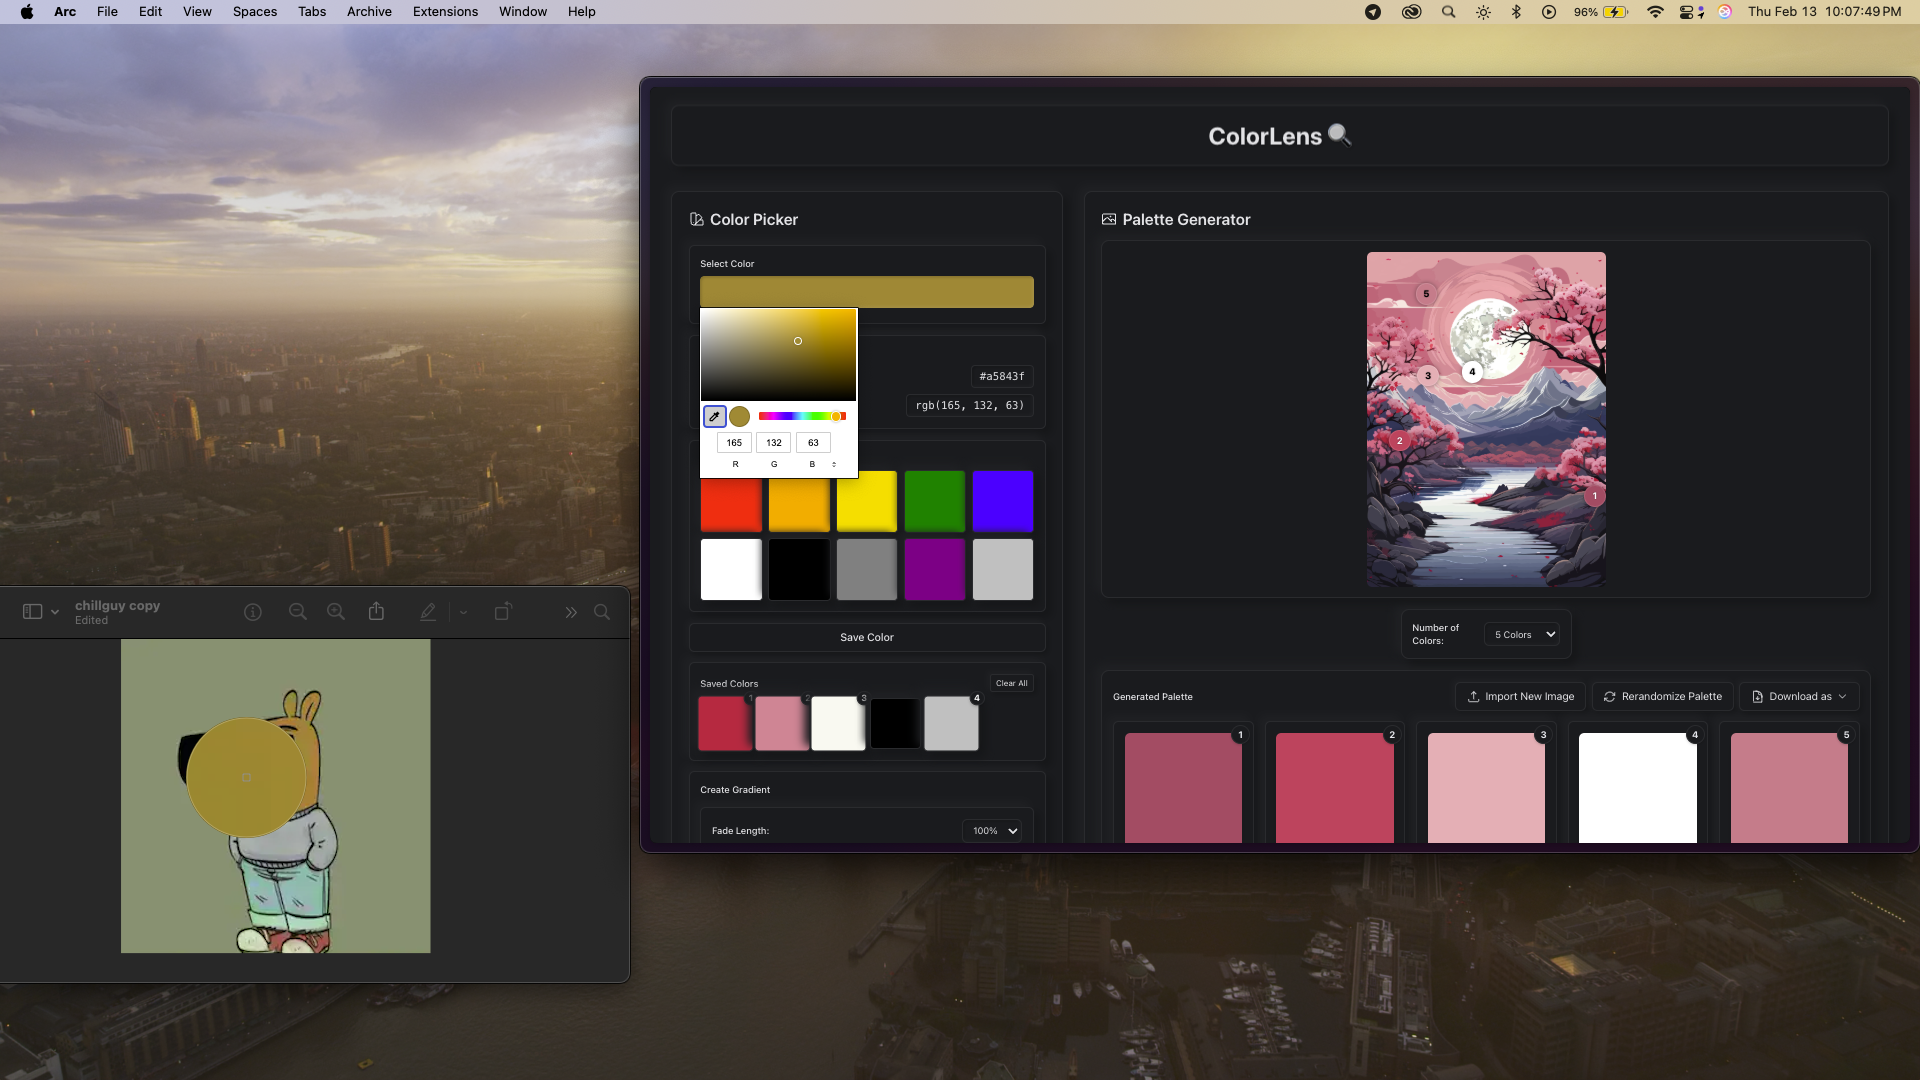 Arc File Edit View Spaces Tabs Archive Extensions Window Help 96% Thu Feb 13 10:07:49 PM
ColorLens
Color Picker
Select Color
#a5843f
rgb(165, 132, 63)
165 132 63
R G B
Save Color
Saved Colors
Clear All
1 2 3 4
Create Gradient
Fade Length: 100%
Palette Generator
5
3 4
2
1
Number of
Colors:
5 Colors
Generated Palette
Import New Image
Rerandomize Palette
Download as
1 2 3 4 5
chillguy copy
Edited